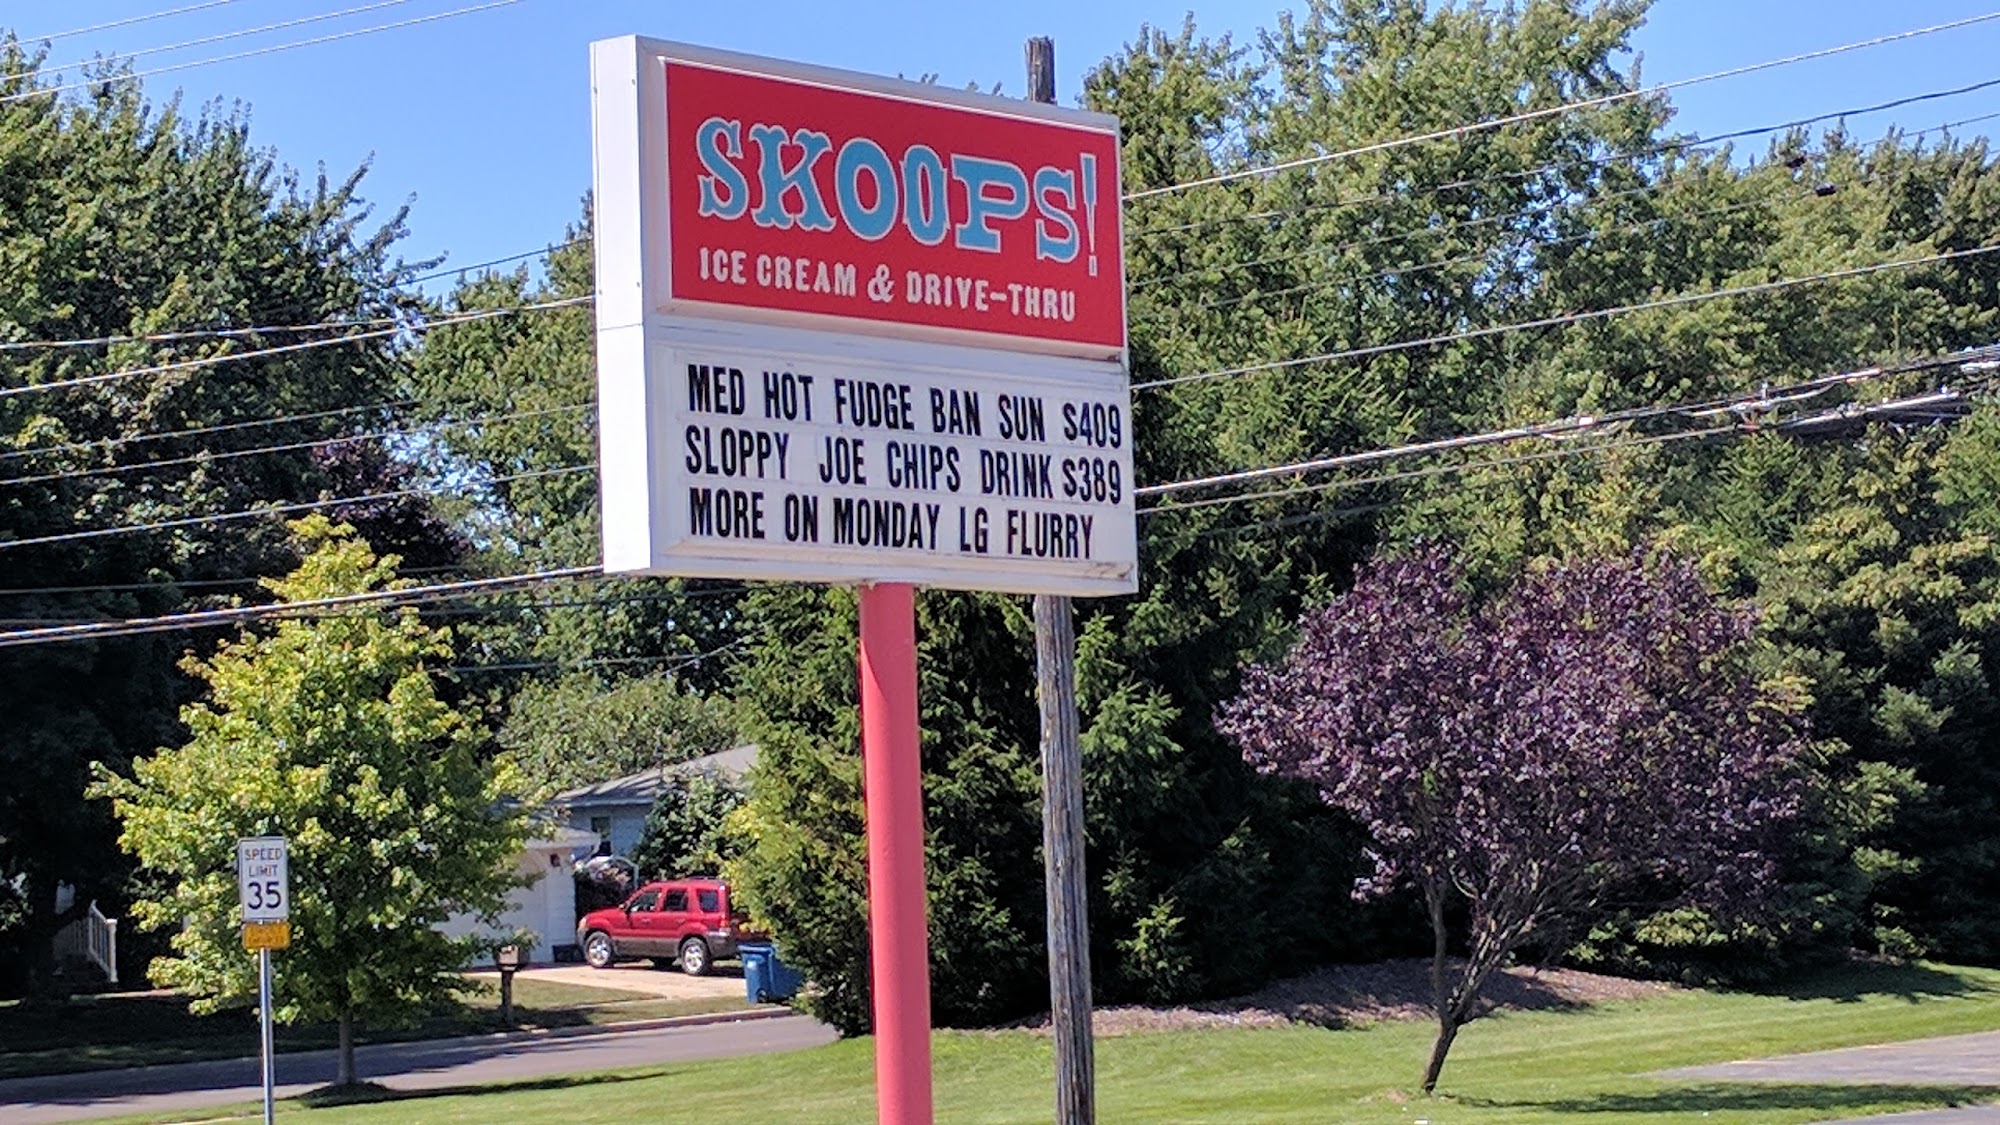 SKOOPS!
ICE CREAM & DRIVE-THRU
MED HOT FUDGE BAN SUN $409
SLOPPY JOE CHIPS DRINK $389
MORE ON MONDAY LG FLURRY
SPEED
LIMIT
35